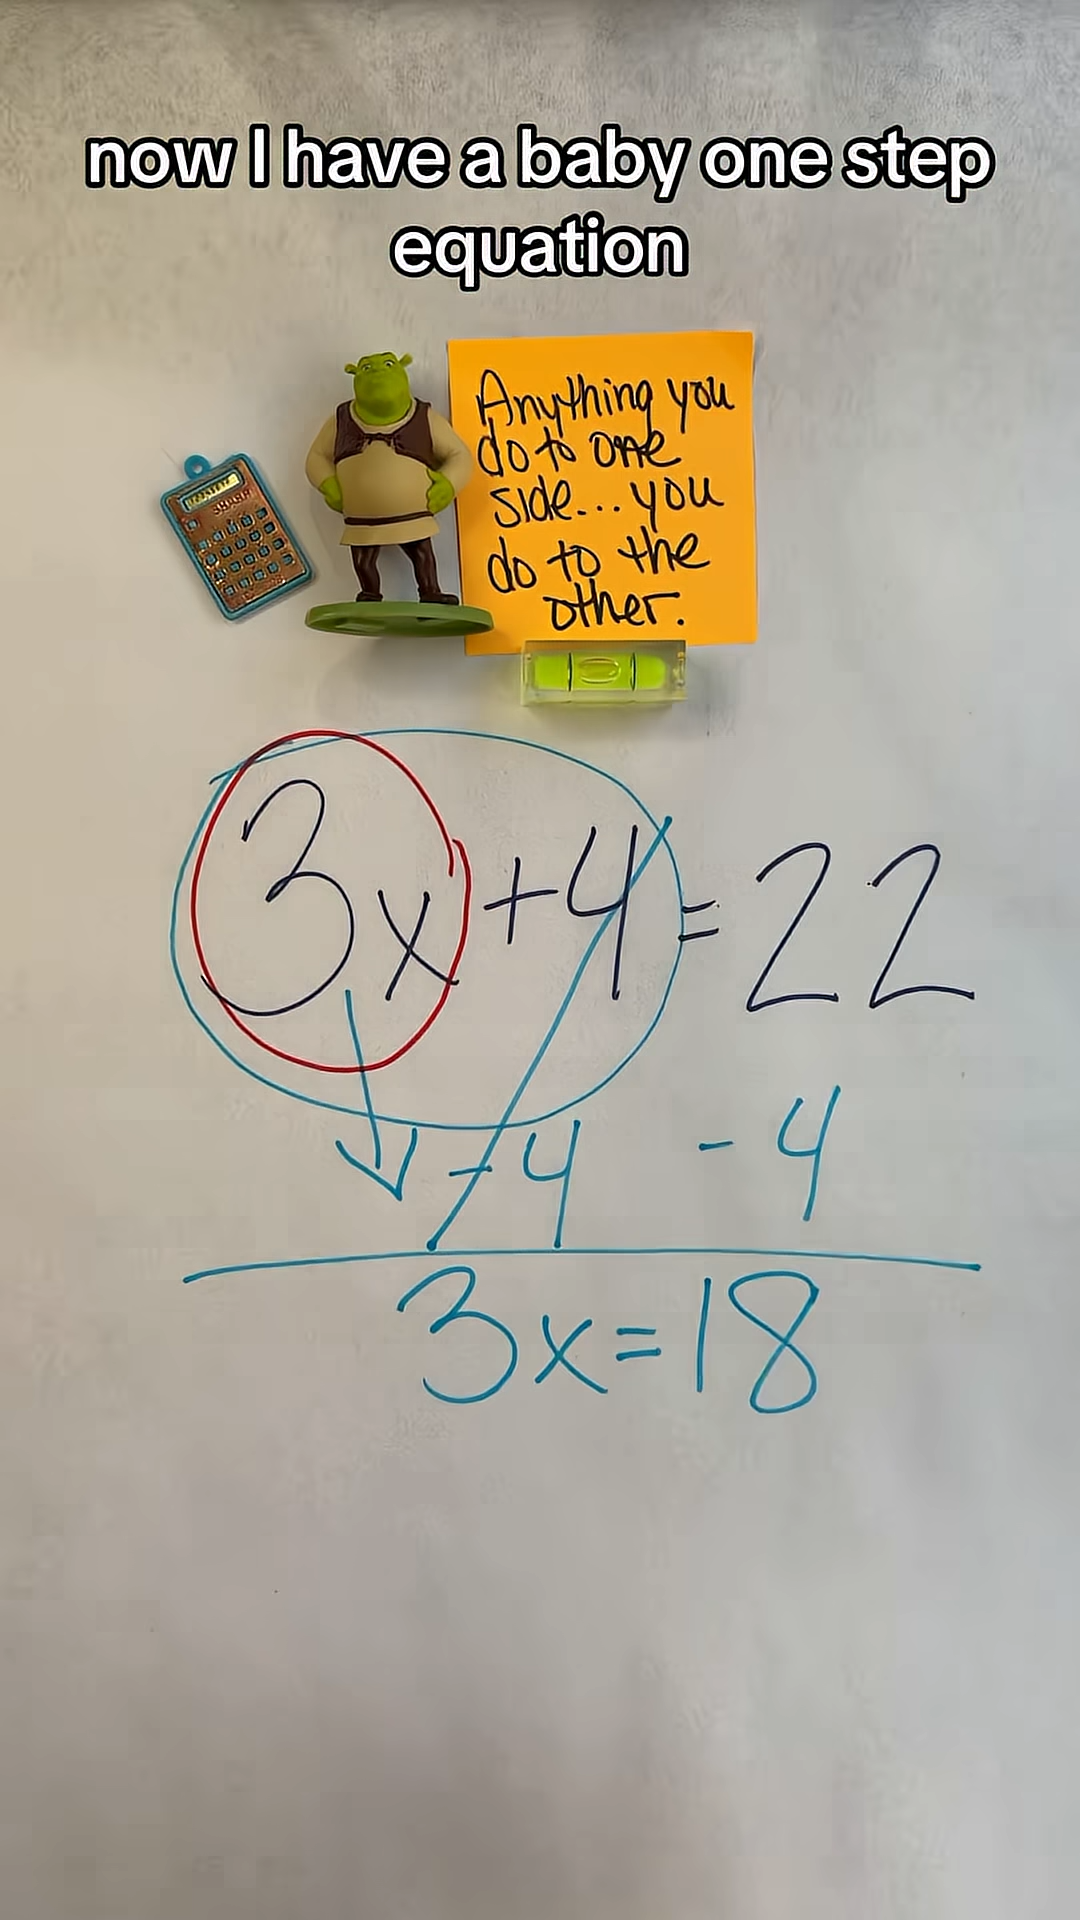 now I have a baby one step
equation
Anything you
do to one
side... you
do to the
other.
3x+4=22
-4 -4
3x=18